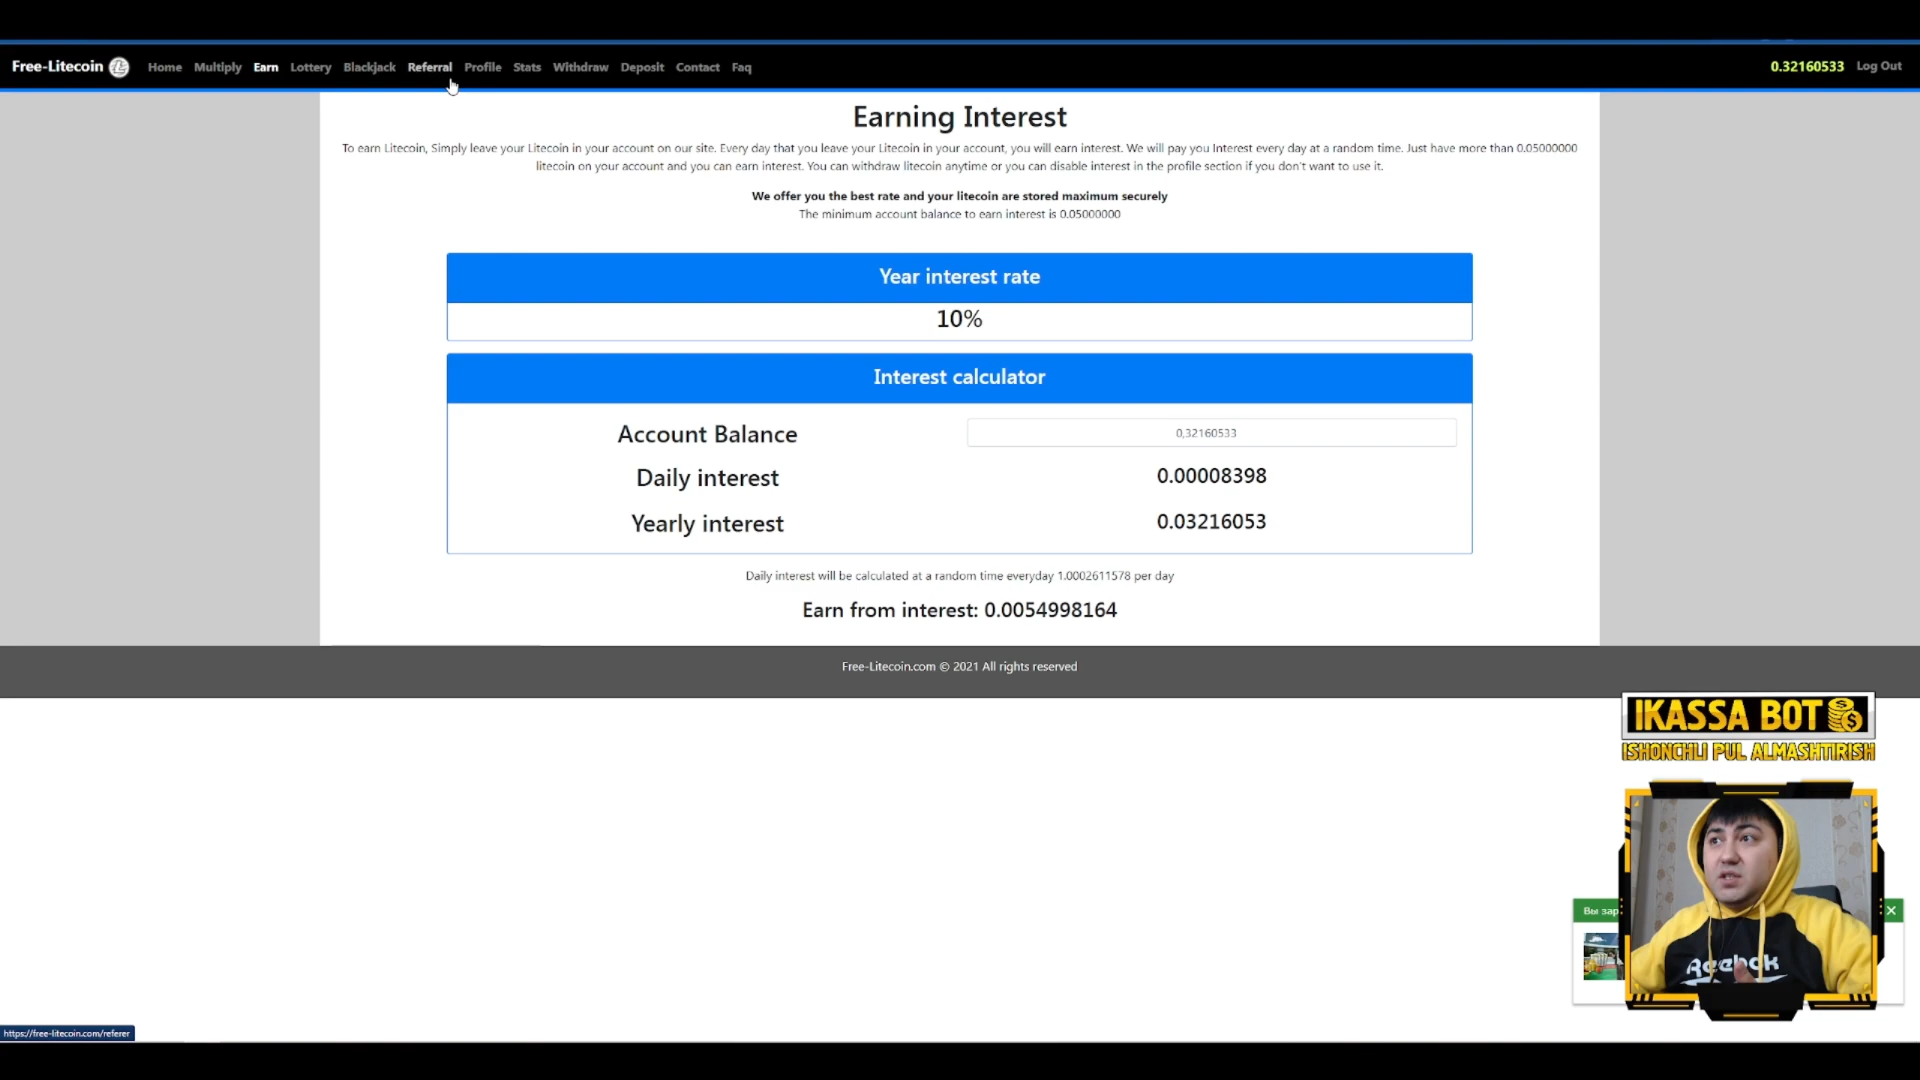 Free-Litecoin Home Multiply Earn Lottery Blackjack Referral Profile Stats Withdraw Deposit Contact Faq 0.32160533 Log Out
Earning Interest
To earn Litecoin, Simply leave your Litecoin in your account on our site. Every day that you leave your Litecoin in your account, you will earn interest. We will pay you Interest every day at a random time. Just have more than 0.05000000
litecoin on your account and you can earn interest. You can withdraw litecoin anytime or you can disable interest in the profile section if you don't want to use it.
We offer you the best rate and your litecoin are stored maximum securely
The minimum account balance to earn interest is 0.05000000
Year interest rate
10%
Interest calculator
Account Balance 0,32160533
Daily interest 0.00008398
Yearly interest 0.03216053
Daily interest will be calculated at a random time everyday 1.0002611578 per day
Earn from interest: 0.0054998164
Free-Litecoin.com © 2021 All rights reserved
IKASSA BOT
ISHONCHLI PUL ALMASHTIRISH
Вы зар
Reebok
https://free-litecoin.com/referer